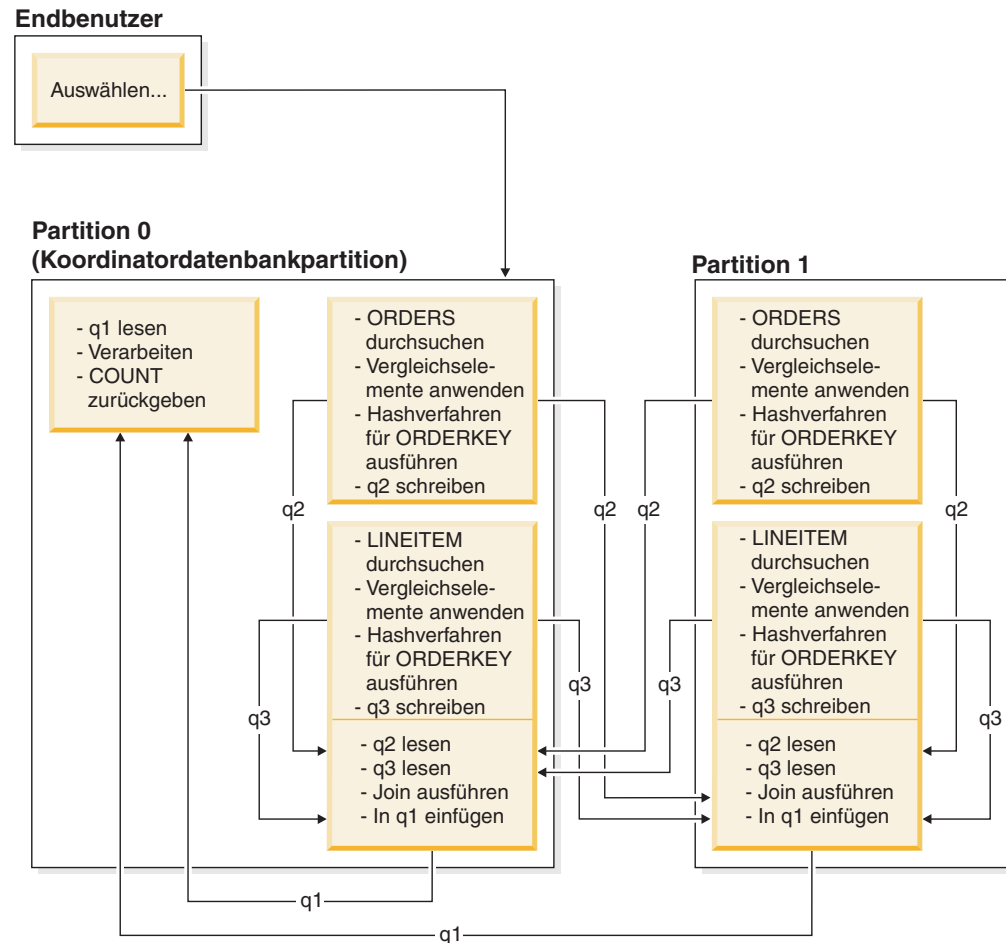 Endbenutzer
Auswählen...
Partition 0
(Koordinatordatenbankpartition)
- q1 lesen
- Verarbeiten
- COUNT
zurückgeben
- ORDERS
durchsuchen
- Vergleichsele-
mente anwenden
- Hashverfahren
für ORDERKEY
ausführen
- q2 schreiben
q2
- LINEITEM
durchsuchen
- Vergleichsele-
mente anwenden
- Hashverfahren
für ORDERKEY
ausführen
- q3 schreiben
q3
- q2 lesen
- q3 lesen
- Join ausführen
- In q1 einfügen
q2
q2
q3
q3
Partition 1
- ORDERS
durchsuchen
- Vergleichsele-
mente anwenden
- Hashverfahren
für ORDERKEY
ausführen
- q2 schreiben
q2
- LINEITEM
durchsuchen
- Vergleichsele-
mente anwenden
- Hashverfahren
für ORDERKEY
ausführen
- q3 schreiben
q3
- q2 lesen
- q3 lesen
- Join ausführen
- In q1 einfügen
q1
q1